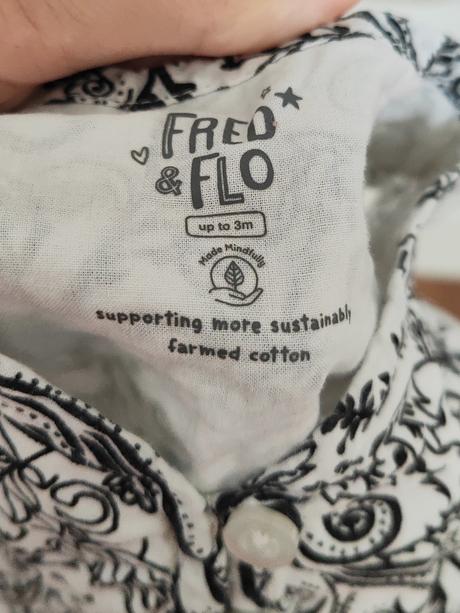 FRED
& FLO
up to 3m
Made Mindfully
supporting more sustainably
farmed cotton